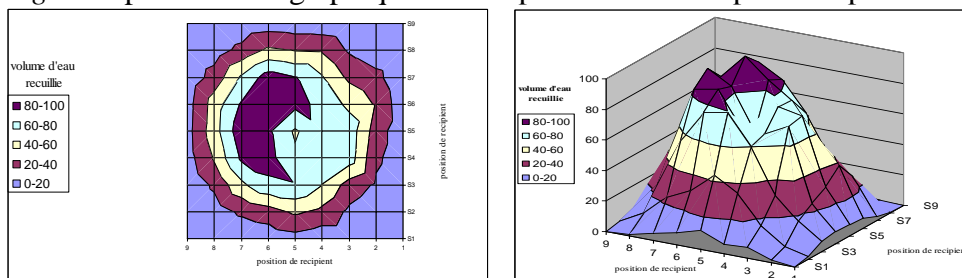 volume d'eau
recuillie
80-100
60-80
40-60
20-40
0-20
S9
S8
S7
S6
S5
S4
S3
S2
S1
position de recipient
9 8 7 6 5 4 3 2 1
position de recipient
volume d'eau
recuillie
80-100
60-80
40-60
20-40
0-20
100
80
60
40
20
0
9 8 7 6 5 4 3 2 1
position de recipient
S1
S3
S5
S7
S9
position de recipient